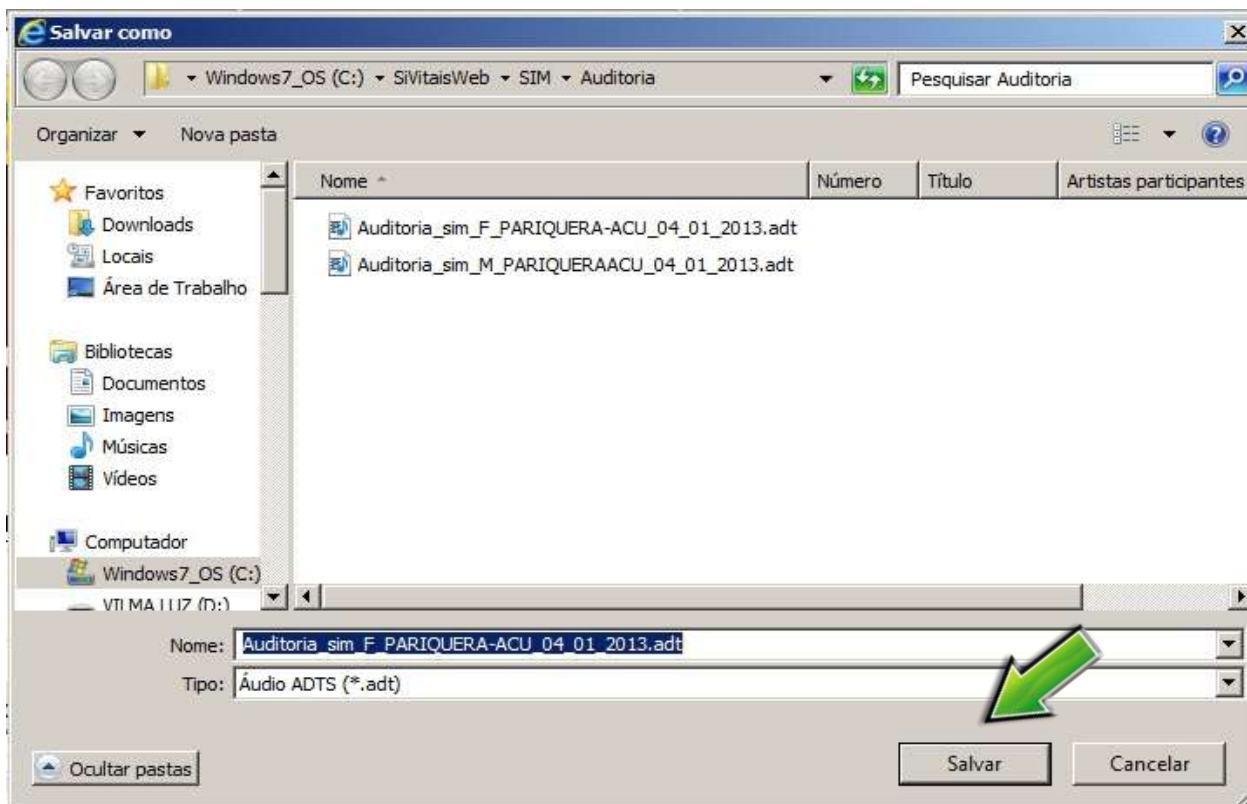 Salvar como
Windows7_OS (C:) SiVitaisWeb SIM Auditoria Pesquisar Auditoria
Organizar Nova pasta
Nome Número Título Artistas participantes
Auditoria_sim_F_PARIQUERA-ACU_04_01_2013.adt
Auditoria_sim_M_PARIQUERAACU_04_01_2013.adt
Favoritos
Downloads
Locais
Área de Trabalho
Bibliotecas
Documentos
Imagens
Músicas
Vídeos
Computador
Windows7_OS (C:)
VILMA LUZ (D:)
Nome: Auditoria_sim_F_PARIQUERA-ACU_04_01_2013.adt
Tipo: Áudio ADTS (*.adt)
Ocultar pastas Salvar Cancelar